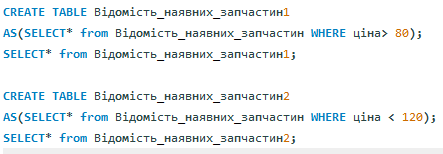 CREATE TABLE Відомість_наявних_запчастин1
AS(SELECT* from Відомість_наявних_запчастин WHERE ціна> 80);
SELECT* from Відомість_наявних_запчастин1;
CREATE TABLE Відомість_наявних_запчастин2
AS(SELECT* from Відомість_наявних_запчастин WHERE ціна < 120);
SELECT* from Відомість_наявних_запчастин2;